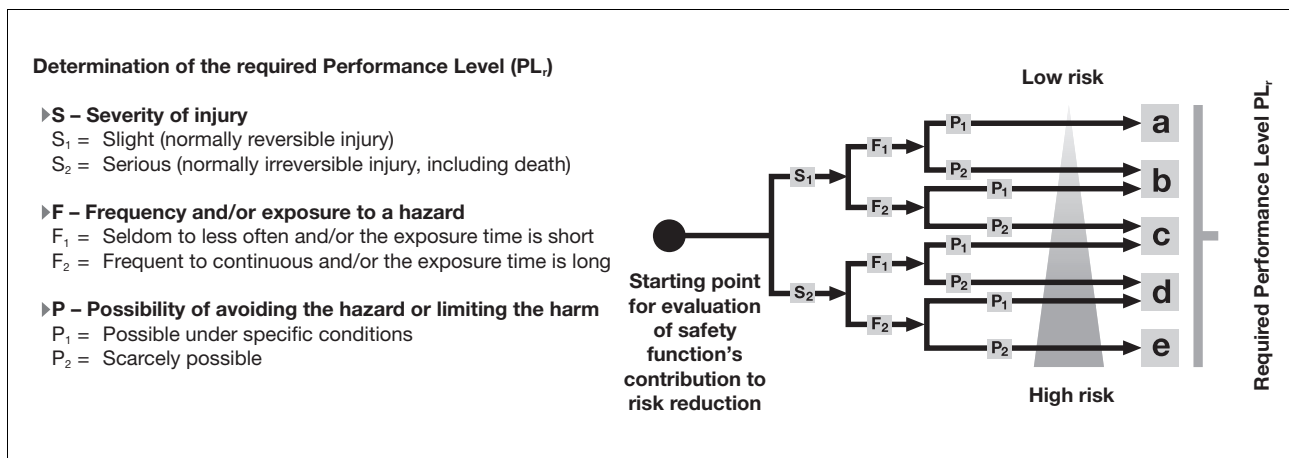 Determination of the required Performance Level (PLr)
S – Severity of injury
S1 = Slight (normally reversible injury)
S2 = Serious (normally irreversible injury, including death)
F – Frequency and/or exposure to a hazard
F1 = Seldom to less often and/or the exposure time is short
F2 = Frequent to continuous and/or the exposure time is long
P – Possibility of avoiding the hazard or limiting the harm
P1 = Possible under specific conditions
P2 = Scarcely possible
Starting point
for evaluation
of safety
function’s
contribution to
risk reduction
S1
S2
F1
F2
F1
F2
P1
P2
P1
P2
P1
P2
P1
P2
Low risk
High risk
a
b
c
d
e
Required Performance Level PLr